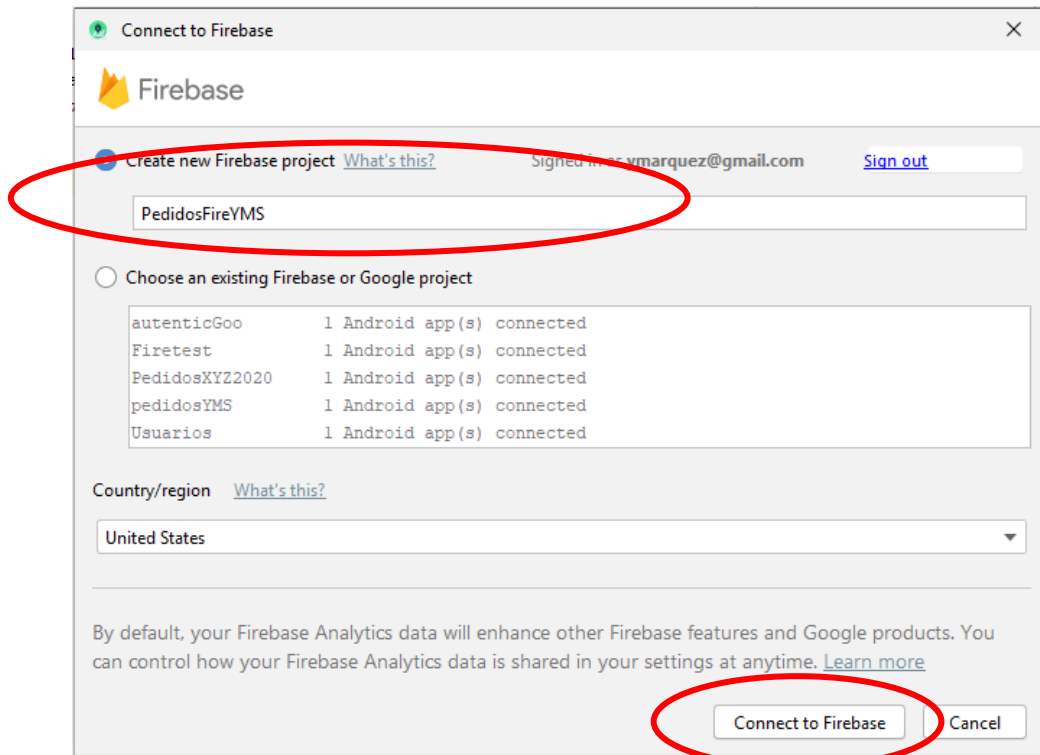 Connect to Firebase
Firebase
Create new Firebase project What's this? Signed in as ymarquez@gmail.com Sign out
PedidosFireYMS
Choose an existing Firebase or Google project
autenticGoo 1 Android app(s) connected
Firetest 1 Android app(s) connected
PedidosXYZ2020 1 Android app(s) connected
pedidosYMS 1 Android app(s) connected
Usuarios 1 Android app(s) connected
Country/region What's this?
United States
By default, your Firebase Analytics data will enhance other Firebase features and Google products. You
can control how your Firebase Analytics data is shared in your settings at anytime. Learn more
Connect to Firebase Cancel